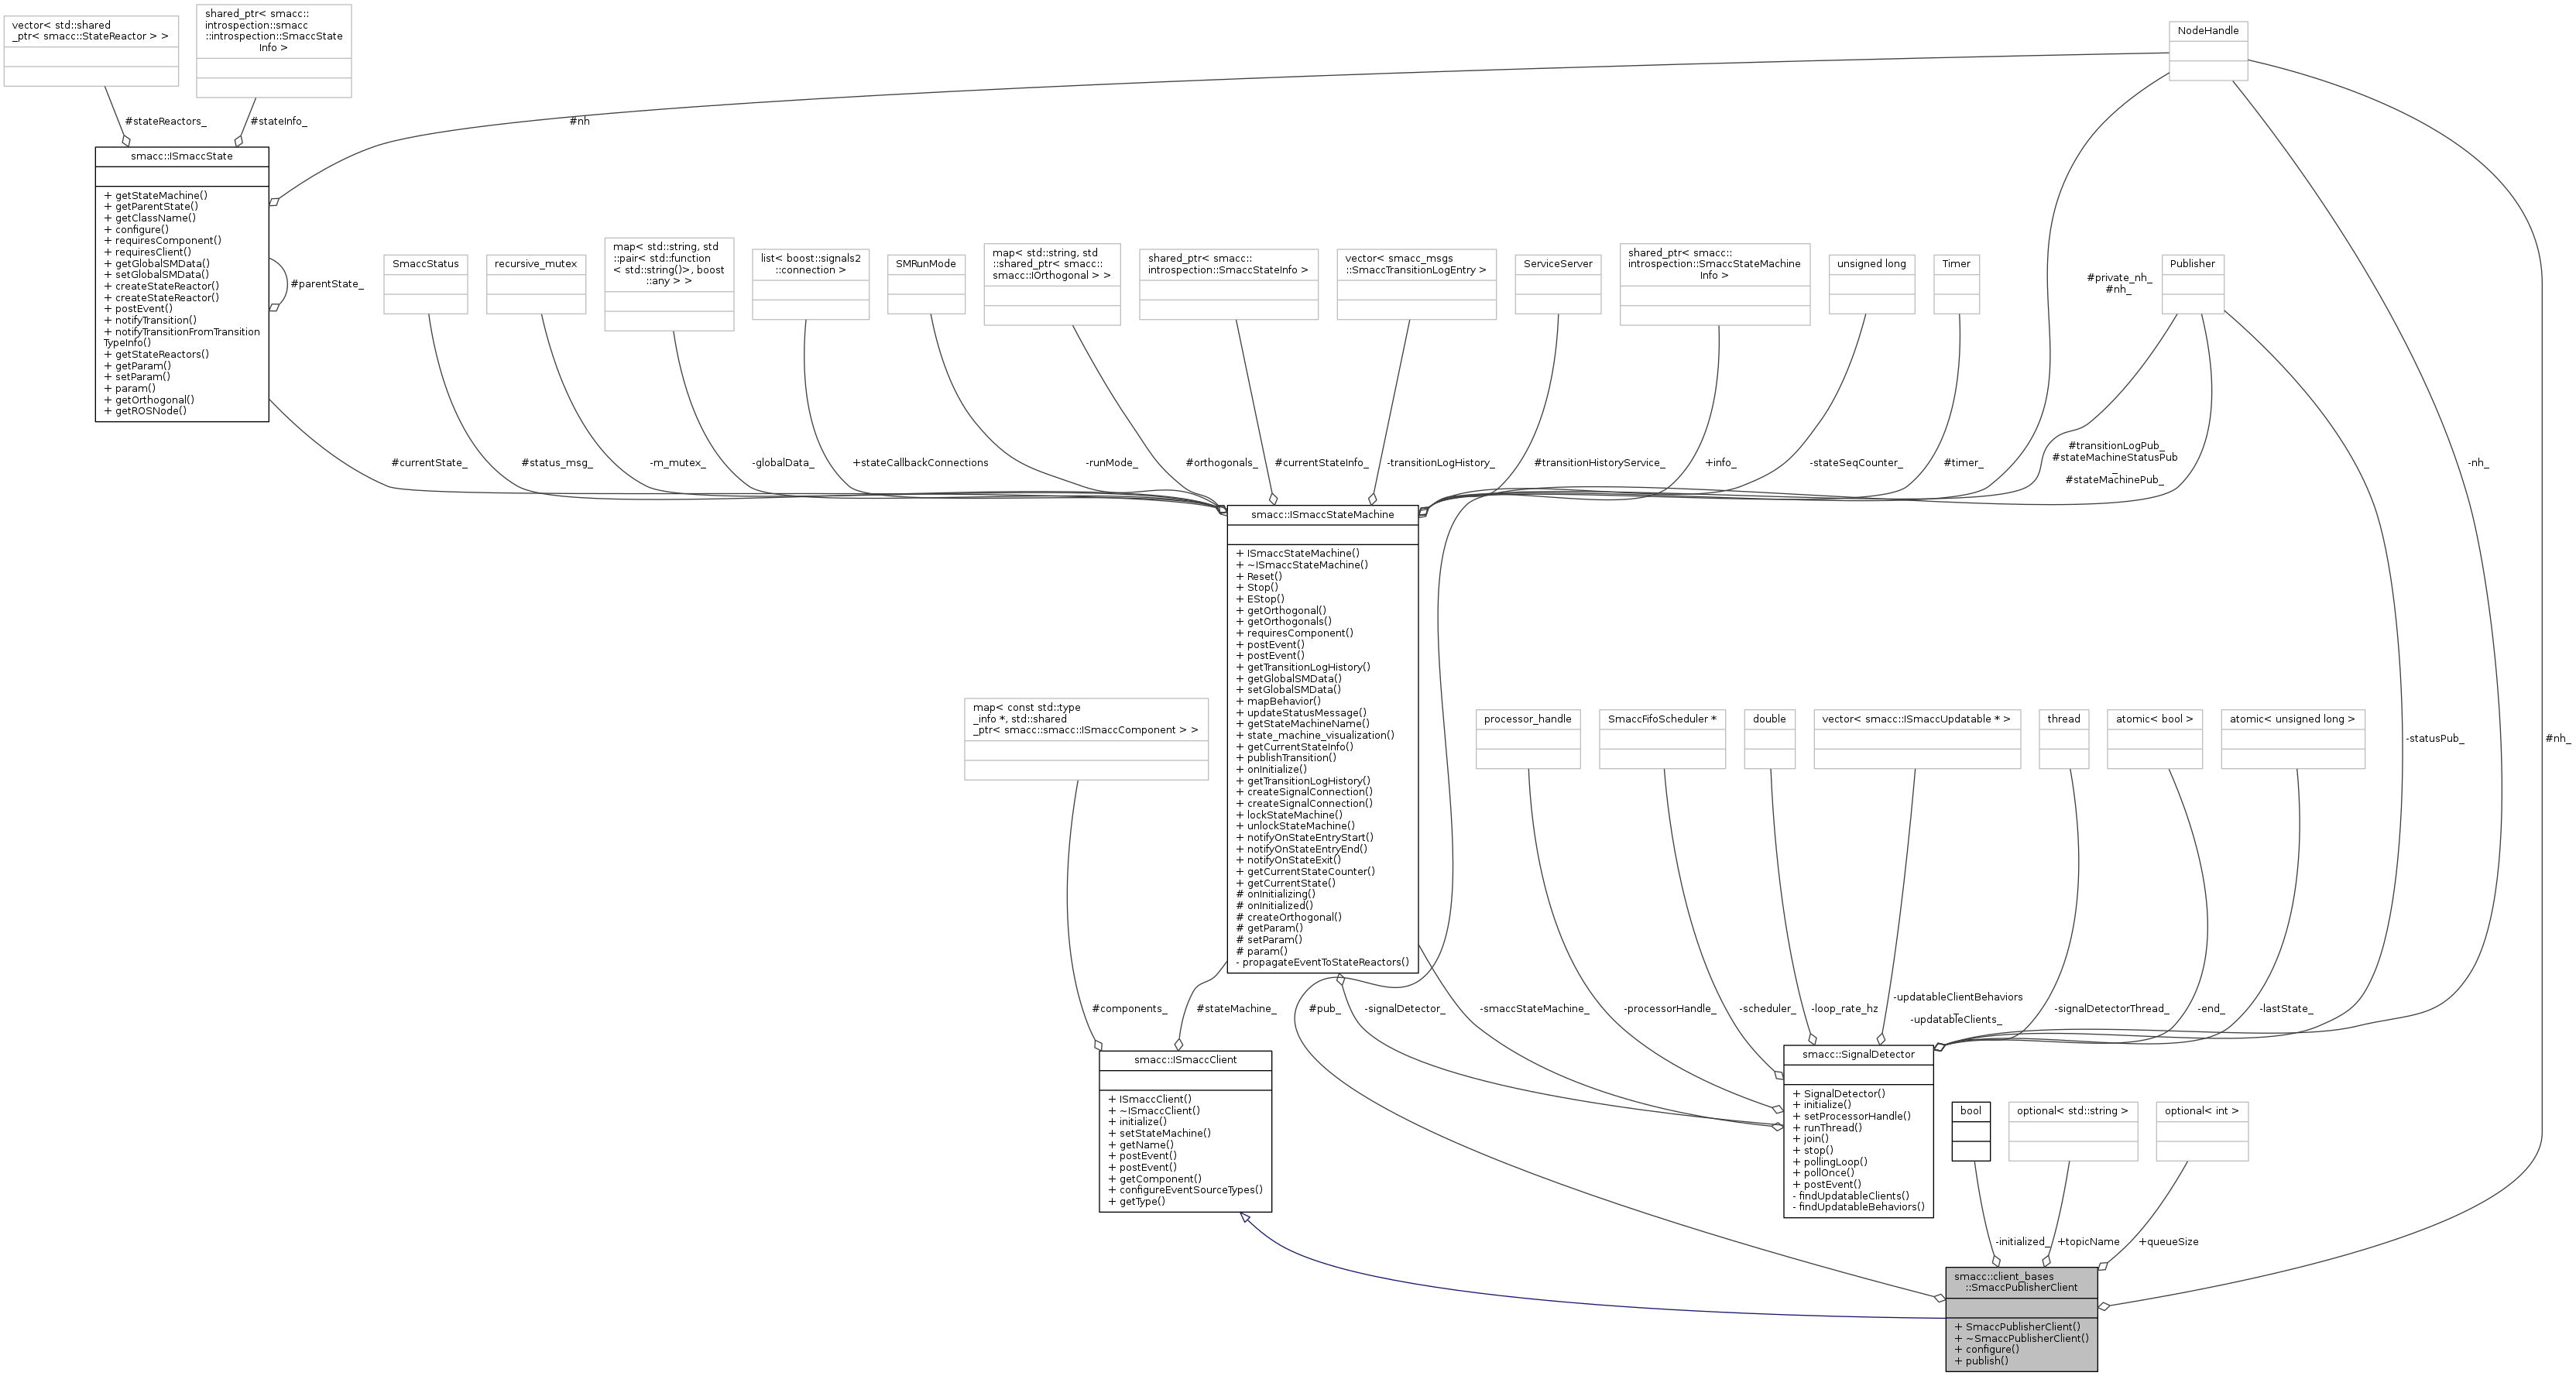 vector< std::shared
_ptr< smacc::StateReactor > >
shared_ptr< smacc::
introspection::smacc
::introspection::SmaccState
Info >
NodeHandle
#stateReactors_
#stateInfo_
#nh
smacc::ISmaccState
+ getStateMachine()
+ getParentState()
+ getClassName()
+ configure()
+ requiresComponent()
+ requiresClient()
+ getGlobalSMData()
+ setGlobalSMData()
+ createStateReactor()
+ createStateReactor()
+ postEvent()
+ notifyTransition()
+ notifyTransitionFromTransition
TypeInfo()
+ getStateReactors()
+ getParam()
+ setParam()
+ param()
+ getOrthogonal()
+ getROSNode()
#parentState_
SmaccStatus
recursive_mutex
map< std::string, std
::pair< std::function
< std::string()>, boost
::any > >
list< boost::signals2
::connection >
SMRunMode
map< std::string, std
::shared_ptr< smacc::
smacc::IOrthogonal > >
shared_ptr< smacc::
introspection::SmaccStateInfo >
vector< smacc_msgs
::SmaccTransitionLogEntry >
ServiceServer
shared_ptr< smacc::
introspection::SmaccStateMachine
Info >
unsigned long
Timer
#private_nh_
#nh_
Publisher
#currentState_
#status_msg_
-m_mutex_
-globalData_
+stateCallbackConnections
-runMode_
#orthogonals_
#currentStateInfo_
-transitionLogHistory_
#transitionHistoryService_
+info_
-stateSeqCounter_
#timer_
#transitionLogPub_
#stateMachineStatusPub
_
#stateMachinePub_
-nh_
smacc::ISmaccStateMachine
+ ISmaccStateMachine()
+ ~ISmaccStateMachine()
+ Reset()
+ Stop()
+ EStop()
+ getOrthogonal()
+ getOrthogonals()
+ requiresComponent()
+ postEvent()
+ postEvent()
+ getTransitionLogHistory()
+ getGlobalSMData()
+ setGlobalSMData()
+ mapBehavior()
+ updateStatusMessage()
+ getStateMachineName()
+ state_machine_visualization()
+ getCurrentStateInfo()
+ publishTransition()
+ onInitialize()
+ getTransitionLogHistory()
+ createSignalConnection()
+ createSignalConnection()
+ lockStateMachine()
+ unlockStateMachine()
+ notifyOnStateEntryStart()
+ notifyOnStateEntryEnd()
+ notifyOnStateExit()
+ getCurrentStateCounter()
+ getCurrentState()
# onInitializing()
# onInitialized()
# createOrthogonal()
# getParam()
# setParam()
# param()
- propagateEventToStateReactors()
map< const std::type
_info *, std::shared
_ptr< smacc::smacc::ISmaccComponent > >
processor_handle
SmaccFifoScheduler *
double
vector< smacc::ISmaccUpdatable * >
thread
atomic< bool >
atomic< unsigned long >
-statusPub_
#nh_
#components_
#stateMachine_
#pub_
-signalDetector_
-smaccStateMachine_
-processorHandle_
-scheduler_
-loop_rate_hz
-updatableClientBehaviors
-updatableClients_
-signalDetectorThread_
-end_
-lastState_
smacc::ISmaccClient
+ ISmaccClient()
+ ~ISmaccClient()
+ initialize()
+ setStateMachine()
+ getName()
+ postEvent()
+ postEvent()
+ getComponent()
+ configureEventSourceTypes()
+ getType()
smacc::SignalDetector
+ SignalDetector()
+ initialize()
+ setProcessorHandle()
+ runThread()
+ join()
+ stop()
+ pollingLoop()
+ pollOnce()
+ postEvent()
- findUpdatableClients()
- findUpdatableBehaviors()
bool
optional< std::string >
optional< int >
-initialized_
+topicName
+queueSize
smacc::client_bases
::SmaccPublisherClient
+ SmaccPublisherClient()
+ ~SmaccPublisherClient()
+ configure()
+ publish()